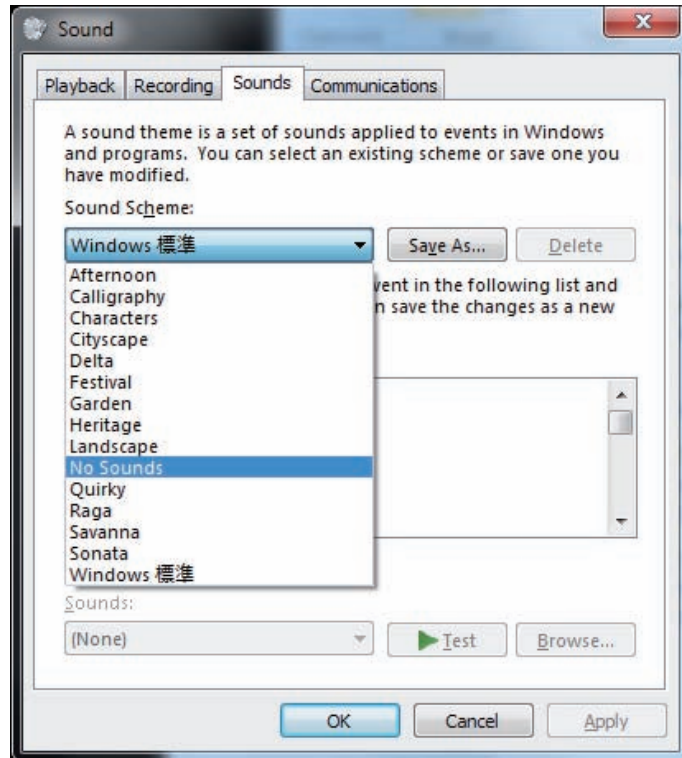 Sound
Playback Recording Sounds Communications
A sound theme is a set of sounds applied to events in Windows
and programs. You can select an existing scheme or save one you
have modified.
Sound Scheme:
Windows 標準 Save As... Delete
Afternoon
vent in the following list and
Calligraphy
n save the changes as a new
Characters
Cityscape
Delta
Festival
Garden
Heritage
Landscape
No Sounds
Quirky
Raga
Savanna
Sonata
Windows 標準
Sounds:
(None) Test Browse...
OK Cancel Apply